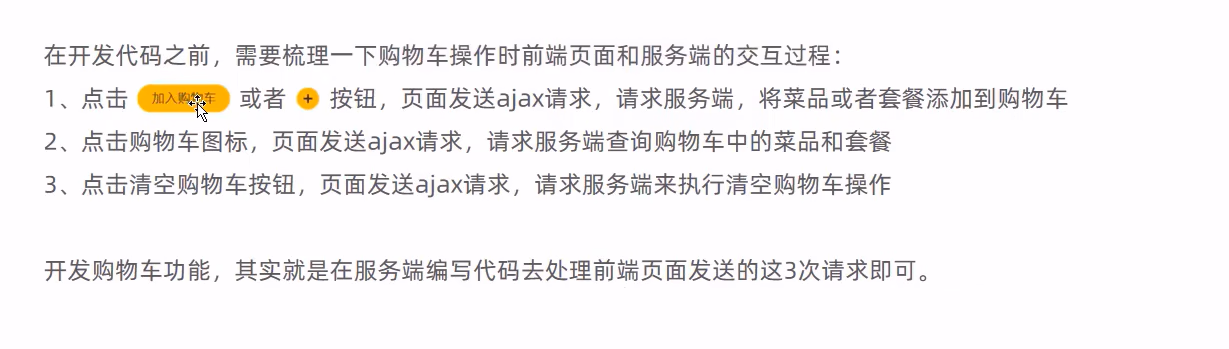 在开发代码之前，需要梳理一下购物车操作时前端页面和服务端的交互过程：
1、点击 加入购物车 或者 + 按钮，页面发送ajax请求，请求服务端，将菜品或者套餐添加到购物车
2、点击购物车图标，页面发送ajax请求，请求服务端查询购物车中的菜品和套餐
3、点击清空购物车按钮，页面发送ajax请求，请求服务端来执行清空购物车操作
开发购物车功能，其实就是在服务端编写代码去处理前端页面发送的这3次请求即可。